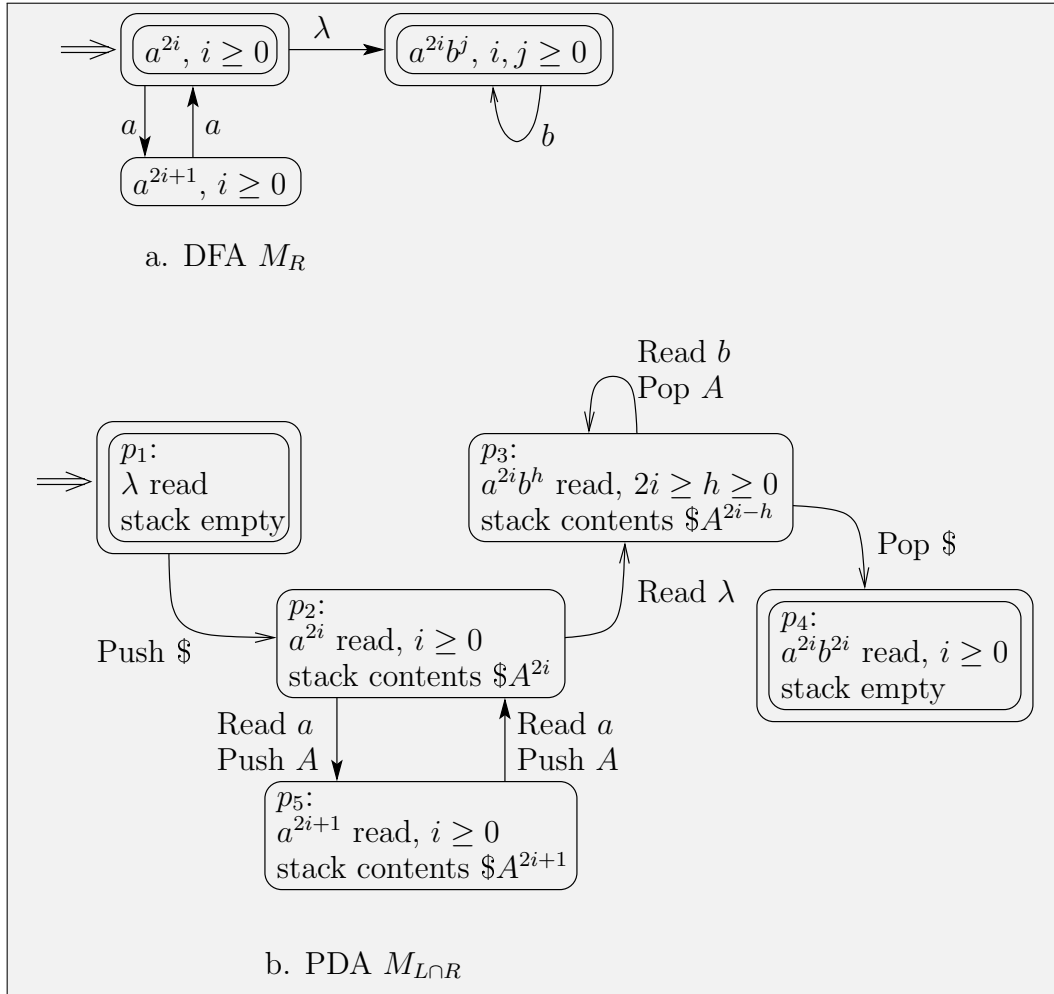 a^{2i}, i ≥ 0
λ
a^{2i}b^j, i, j ≥ 0
a
a
b
a^{2i+1}, i ≥ 0
a. DFA M_R
Read b
Pop A
p_1:
λ read
stack empty
p_3:
a^{2i}b^h read, 2i ≥ h ≥ 0
stack contents $A^{2i−h}
Pop $
Read λ
p_2:
a^{2i} read, i ≥ 0
stack contents $A^{2i}
Push $
p_4:
a^{2i}b^{2i} read, i ≥ 0
stack empty
Read a
Push A
Read a
Push A
p_5:
a^{2i+1} read, i ≥ 0
stack contents $A^{2i+1}
b. PDA M_{L∩R}